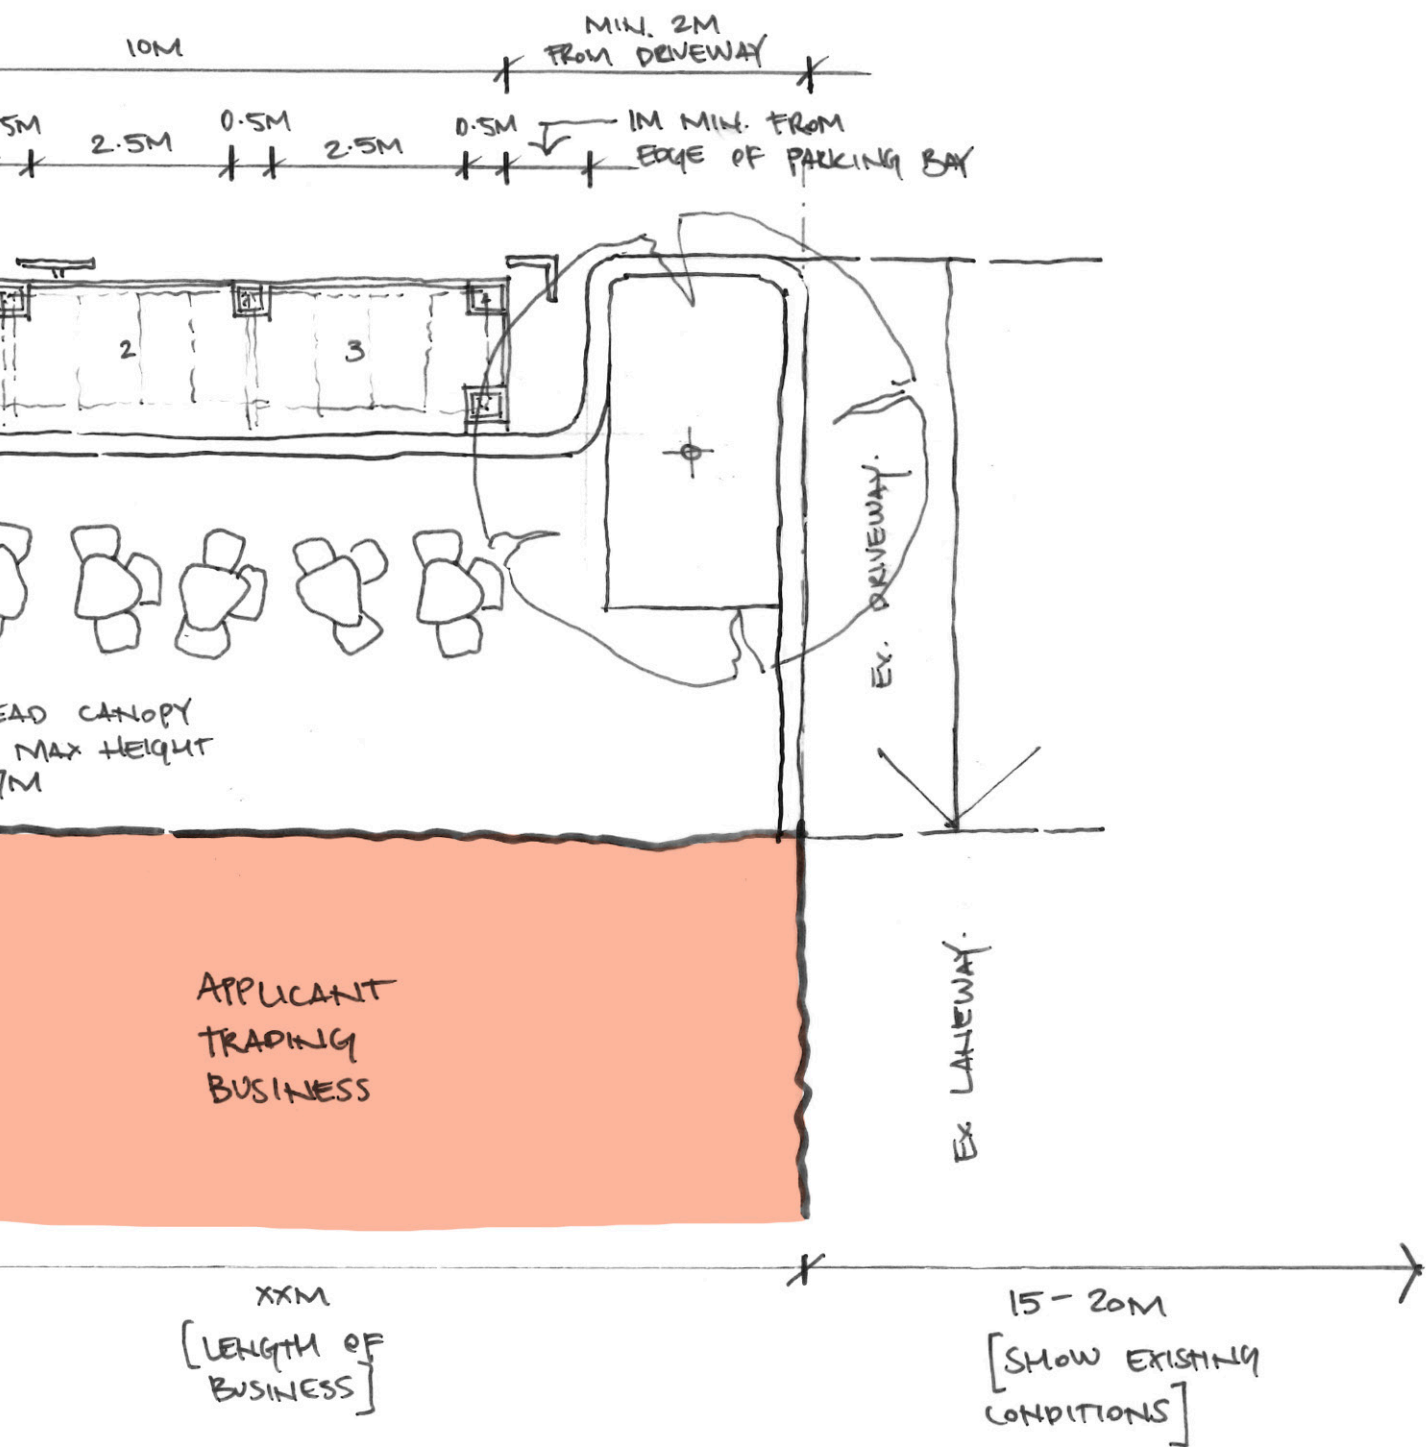 10M
MIN. 2M
FROM DRIVEWAY
5M
2.5M
0.5M
2.5M
0.5M
1M MIN. FROM
EDGE OF PARKING BAY
2
3
EX. DRIVEWAY.
EAD CANOPY
MAX HEIGHT
M
APPLICANT
TRADING
BUSINESS
EX LANEWAY.
XXM
[LENGTH OF
BUSINESS]
15-20M
[SHOW EXISTING
CONDITIONS]